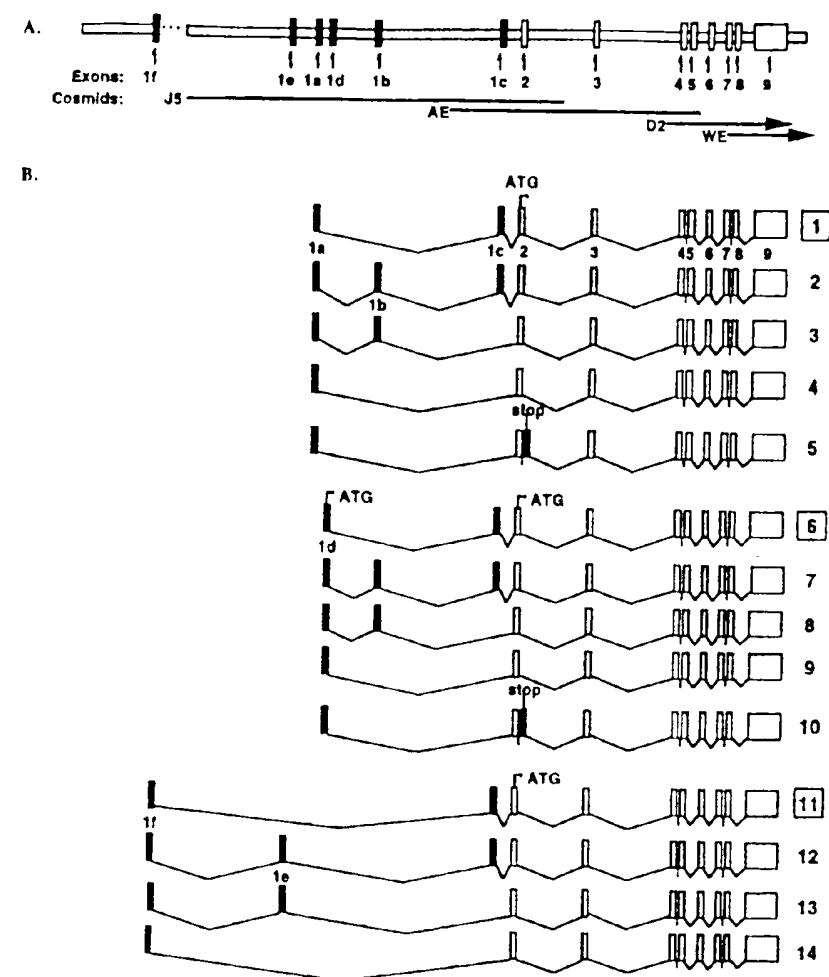 A.
Exons: 1f 1e 1a 1d 1b 1c 2 3 4 5 6 7 8 9
Cosmids: J5
AE
D2
WE
B.
ATG
1
1a 1c 2 3 4 5 6 7 8 9
2
1b
3
4
stop
5
ATG ATG
6
1d
7
8
9
stop
10
ATG
11
1f
12
1e
13
14